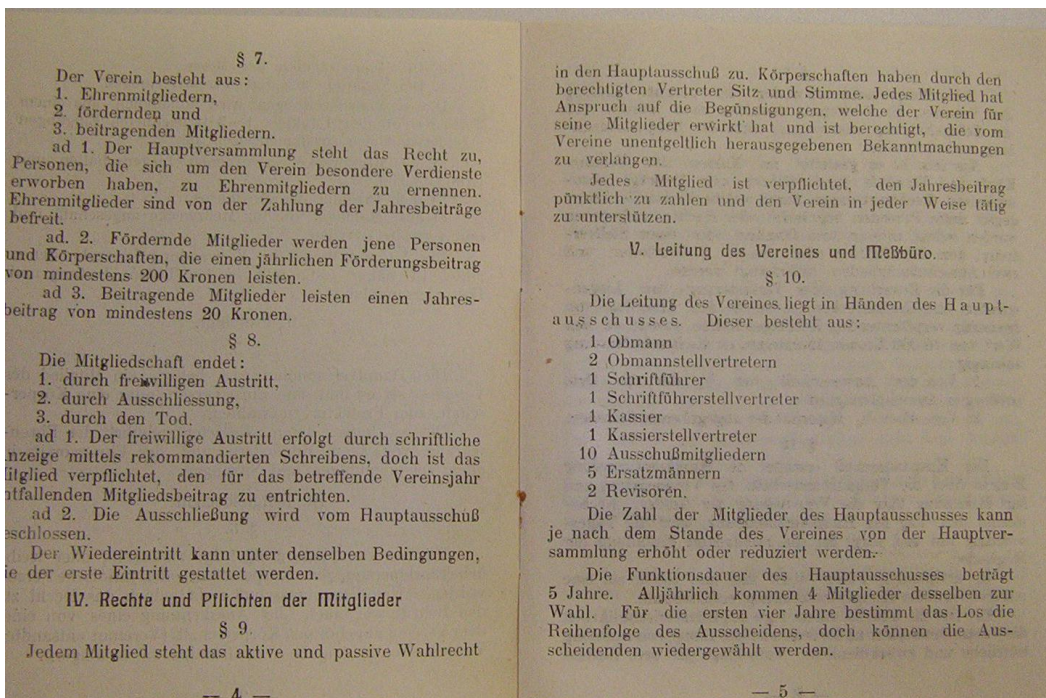 § 7.
Der Verein besteht aus:
1. Ehrenmitgliedern,
2. fördernden und
3. beitragenden Mitgliedern.
ad 1. Der Hauptversammlung steht das Recht zu,
Personen, die sich um den Verein besondere Verdienste
erworben haben, zu Ehrenmitgliedern zu ernennen.
Ehrenmitglieder sind von der Zahlung der Jahresbeiträge
befreit.
ad. 2. Fördernde Mitglieder werden jene Personen
und Körperschaften, die einen jährlichen Förderungsbeitrag
von mindestens 200 Kronen leisten.
ad 3. Beitragende Mitglieder leisten einen Jahres-
beitrag von mindestens 20 Kronen.
§ 8.
Die Mitgliedschaft endet:
1. durch freiwilligen Austritt,
2. durch Ausschliessung,
3. durch den Tod.
ad 1. Der freiwillige Austritt erfolgt durch schriftliche
nzeige mittels rekommandierten Schreibens, doch ist das
itglied verpflichtet, den für das betreffende Vereinsjahr
ntfallenden Mitgliedsbeitrag zu entrichten.
ad 2. Die Ausschließung wird vom Hauptausschuß
eschlossen.
Der Wiedereintritt kann unter denselben Bedingungen,
ie der erste Eintritt gestattet werden.
IV. Rechte und Pflichten der Mitglieder
§ 9.
Jedem Mitglied steht das aktive und passive Wahlrecht
— 4 —
in den Hauptausschuß zu. Körperschaften haben durch den
berechtigten Vertreter Sitz und Stimme. Jedes Mitglied hat
Anspruch auf die Begünstigungen, welche der Verein für
seine Mitglieder erwirkt hat und ist berechtigt, die vom
Vereine unentgeltlich herausgegebenen Bekanntmachungen
zu verlangen.
Jedes Mitglied ist verpflichtet, den Jahresbeitrag
pünktlich zu zahlen und den Verein in jeder Weise tätig
zu unterstützen.
V. Leitung des Vereines und Meßbüro.
§ 10.
Die Leitung des Vereines liegt in Händen des Haupt-
ausschusses. Dieser besteht aus:
1 Obmann
2 Obmannstellvertretern
1 Schriftführer
1 Schriftführerstellvertreter
1 Kassier
1 Kassierstellvertreter
10 Ausschußmitgliedern
5 Ersatzmännern
2 Revisoren.
Die Zahl der Mitglieder des Hauptausschusses kann
je nach dem Stande des Vereines von der Hauptver-
sammlung erhöht oder reduziert werden.
Die Funktionsdauer des Hauptausschusses beträgt
5 Jahre. Alljährlich kommen 4 Mitglieder desselben zur
Wahl. Für die ersten vier Jahre bestimmt das Los die
Reihenfolge des Ausscheidens, doch können die Aus-
scheidenden wiedergewählt werden.
— 5 —